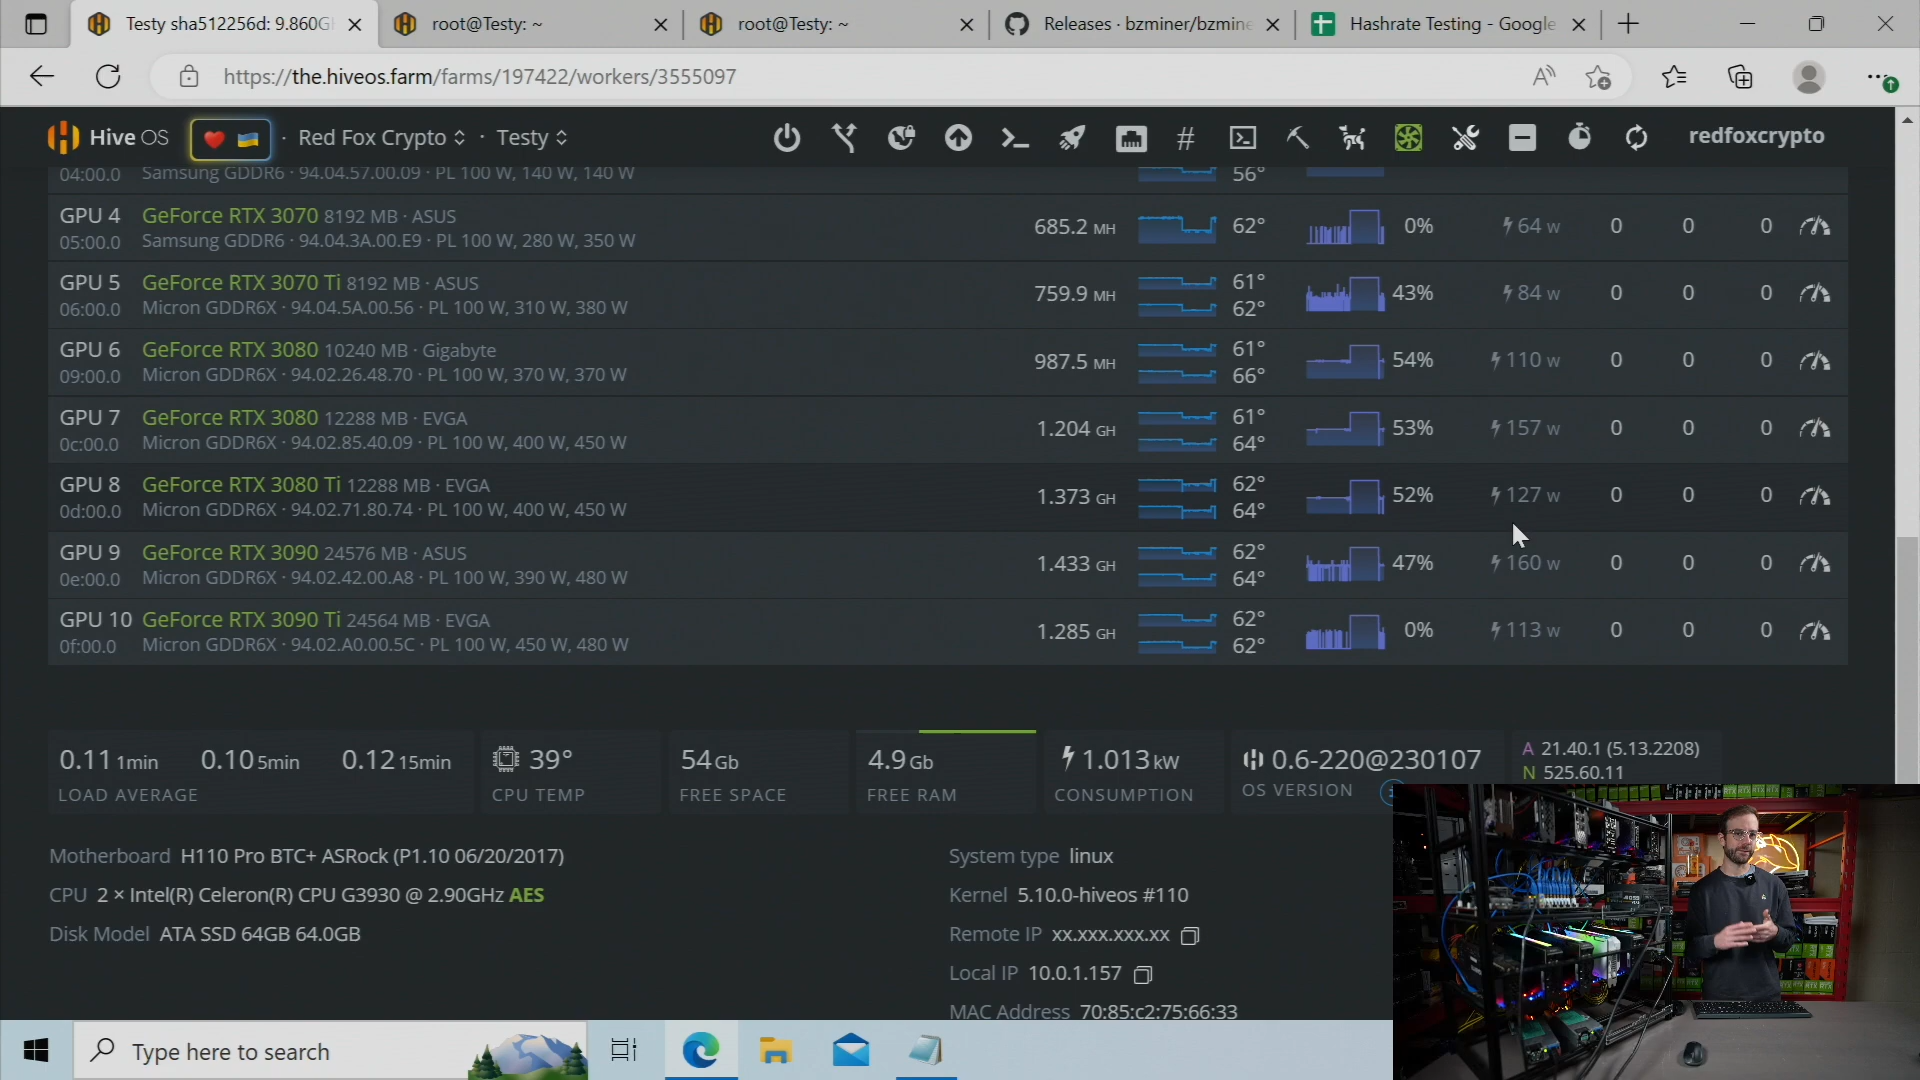 Testy sha512256d: 9.860G
root@Testy: ~
root@Testy: ~
Releases · bzminer/bzmine
Hashrate Testing - Google
https://the.hiveos.farm/farms/197422/workers/3555097
Hive OS · Red Fox Crypto · Testy redfoxcrypto
04:00.0 Samsung GDDR6 · 94.04.57.00.09 · PL 100 W, 140 W, 140 W 56°
GPU 4 GeForce RTX 3070 8192 MB · ASUS 685.2 MH 62° 0% 64 W 0 0 0
05:00.0 Samsung GDDR6 · 94.04.3A.00.E9 · PL 100 W, 280 W, 350 W
GPU 5 GeForce RTX 3070 Ti 8192 MB · ASUS 759.9 MH 61° 43% 84 W 0 0 0
06:00.0 Micron GDDR6X · 94.04.5A.00.56 · PL 100 W, 310 W, 380 W 62°
GPU 6 GeForce RTX 3080 10240 MB · Gigabyte 987.5 MH 61° 54% 110 W 0 0 0
09:00.0 Micron GDDR6X · 94.02.26.48.70 · PL 100 W, 370 W, 370 W 66°
GPU 7 GeForce RTX 3080 12288 MB · EVGA 1.204 GH 61° 53% 157 W 0 0 0
0c:00.0 Micron GDDR6X · 94.02.85.40.09 · PL 100 W, 400 W, 450 W 64°
GPU 8 GeForce RTX 3080 Ti 12288 MB · EVGA 1.373 GH 62° 52% 127 W 0 0 0
0d:00.0 Micron GDDR6X · 94.02.71.80.74 · PL 100 W, 400 W, 450 W 64°
GPU 9 GeForce RTX 3090 24576 MB · ASUS 1.433 GH 62° 47% 160 W 0 0 0
0e:00.0 Micron GDDR6X · 94.02.42.00.A8 · PL 100 W, 390 W, 480 W 64°
GPU 10 GeForce RTX 3090 Ti 24564 MB · EVGA 1.285 GH 62° 0% 113 W 0 0 0
0f:00.0 Micron GDDR6X · 94.02.A0.00.5C · PL 100 W, 450 W, 480 W 62°
0.11 1min 0.10 5min 0.12 15min 39° 54 Gb 4.9 Gb 1.013 kW 0.6-220@230107 A 21.40.1 (5.13.2208)
N 525.60.11
LOAD AVERAGE CPU TEMP FREE SPACE FREE RAM CONSUMPTION OS VERSION
Motherboard H110 Pro BTC+ ASRock (P1.10 06/20/2017)
CPU 2 × Intel(R) Celeron(R) CPU G3930 @ 2.90GHz AES
Disk Model ATA SSD 64GB 64.0GB
System type linux
Kernel 5.10.0-hiveos #110
Remote IP xx.xxx.xxx.xx
Local IP 10.0.1.157
MAC Address 70:85:c2:75:66:33
Type here to search